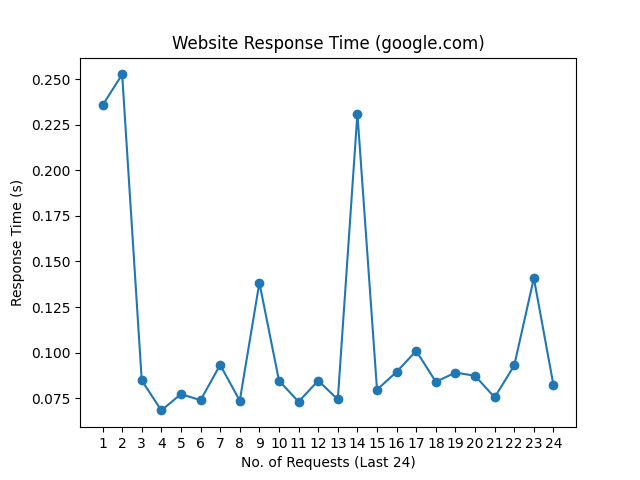 Website Response Time (google.com)
0.250
0.225
0.200
0.175
0.150
0.125
0.100
0.075
Response Time (s)
1 2 3 4 5 6 7 8 9 10 11 12 13 14 15 16 17 18 19 20 21 22 23 24
No. of Requests (Last 24)